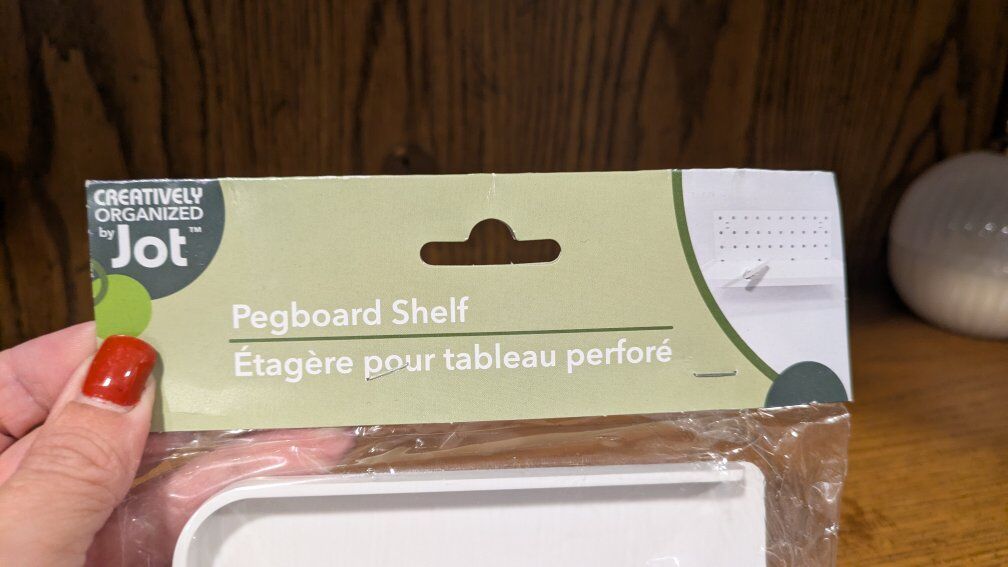 CREATIVELY
ORGANIZED
by Jot™
Pegboard Shelf
Étagère pour tableau perforé